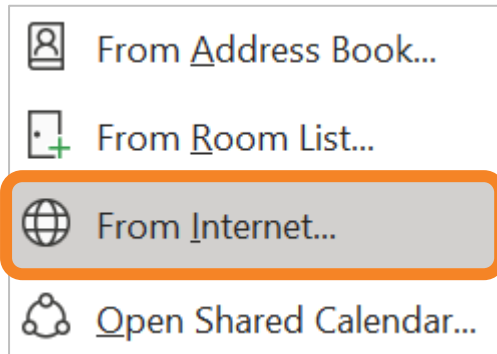 From Address Book...
From Room List...
From Internet...
Open Shared Calendar...